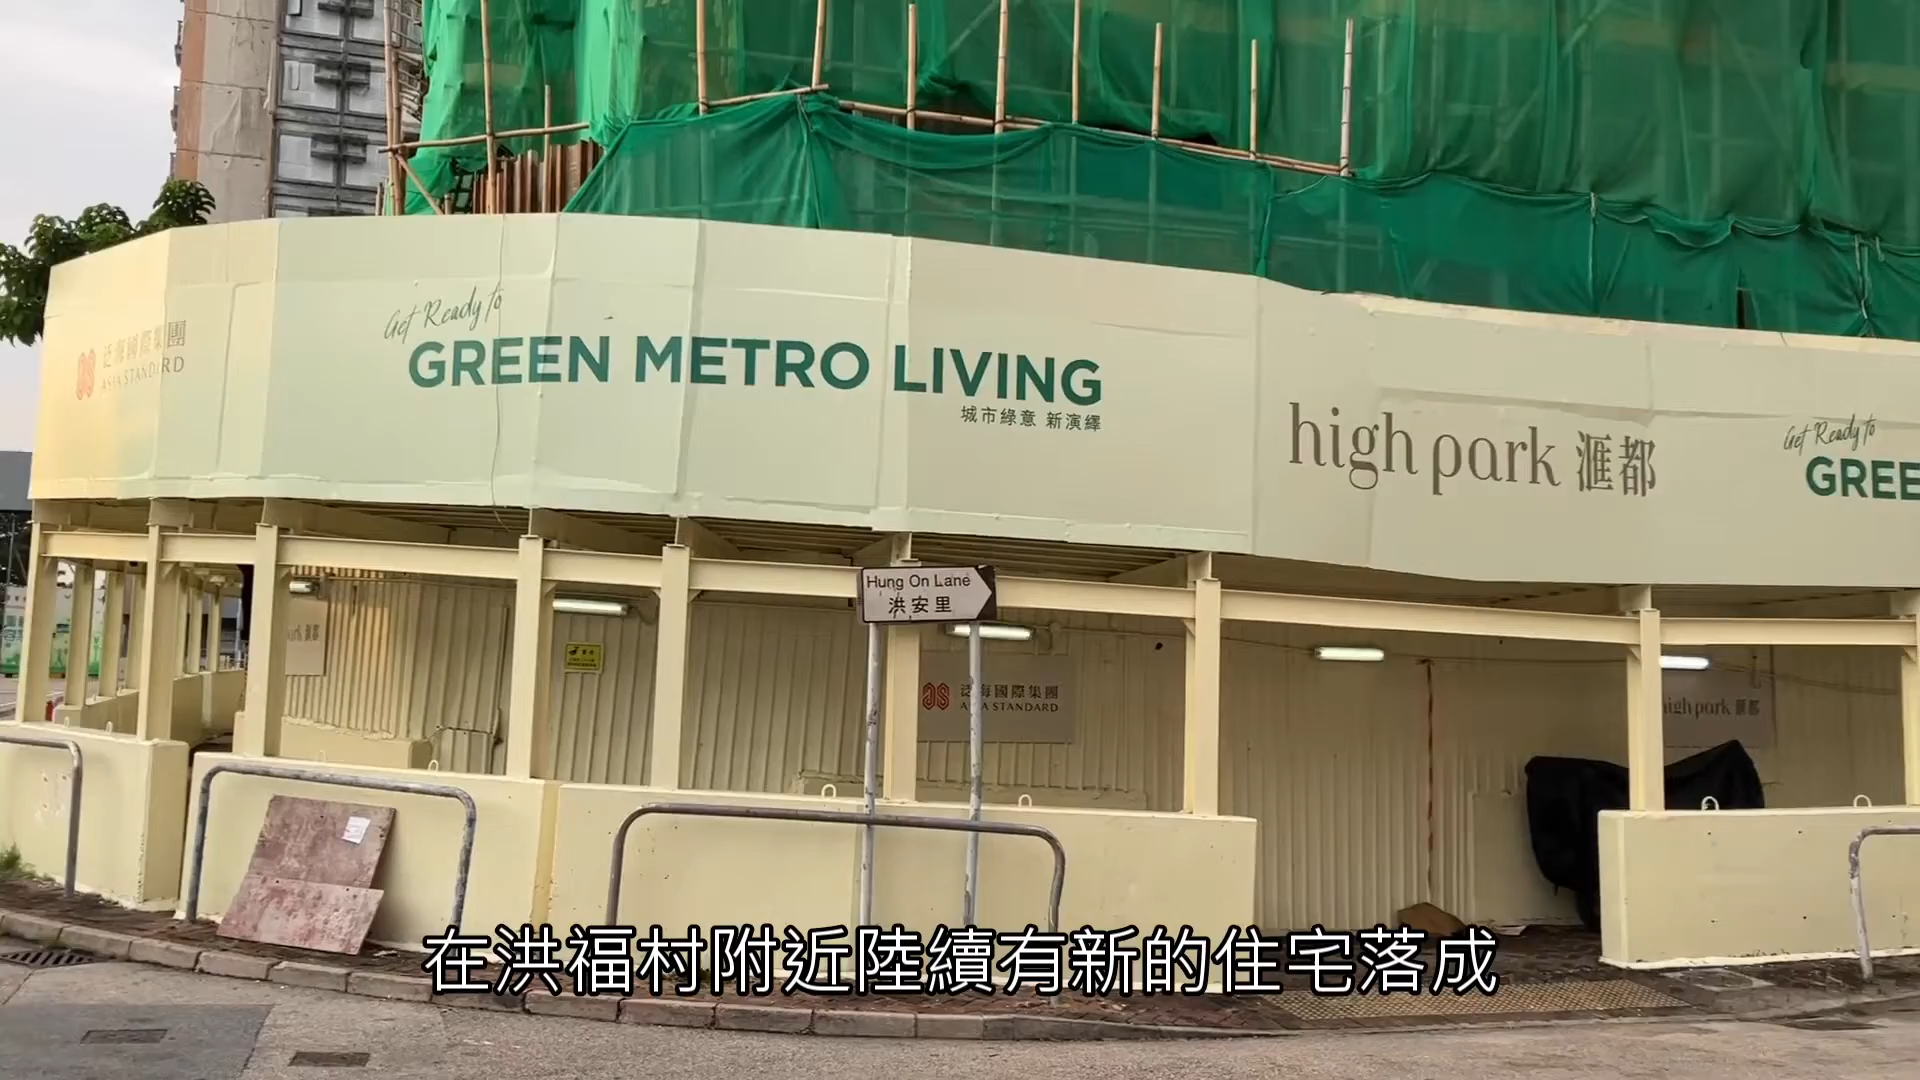 泛海國際集團
ASIA STANDARD
Get Ready to
GREEN METRO LIVING
城市綠意 新演繹
high park 滙都
Get Ready to
GREE
Hung On Lane
洪安里
泛海國際集團
ASIA STANDARD
high park 滙都
在洪福村附近陸續有新的住宅落成